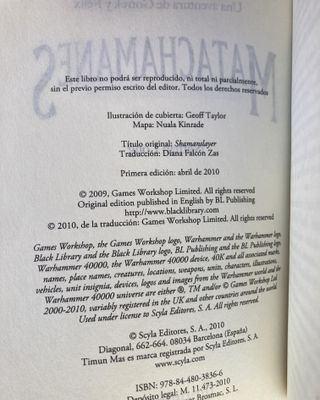 Una aventura de Gotrek y Félix
MATACHAMANES
Este libro no podrá ser reproducido, ni total ni parcialmente,
sin el previo permiso escrito del editor. Todos los derechos reservados
Ilustración de cubierta: Geoff Taylor
Mapa: Nuala Kinrade
Título original: Shamanslayer
Traducción: Diana Falcón Zas
Primera edición: abril de 2010
© 2009, Games Workshop Limited. All rights reserved
Original edition published in English by BL Publishing
http://www.blacklibrary.com
© 2010, de la traducción: Games Workshop Limited. All rights reserved
Games Workshop, the Games Workshop logo, Warhammer and the Warhammer logo,
Black Library and the Black Library logo, BL Publishing and the BL Publishing logo,
Warhammer 40000, the Warhammer 40000 device, 40K and all associated marks,
names, place names, creatures, locations, weapons, units, characters, illustrations,
vehicles, unit insignia, devices, logos and images from the Warhammer world and the
Warhammer 40000 universe are either ®, TM and/or © Games Workshop Ltd.
2000-2010, variably registered in the UK and other countries around the world.
Used under license to Scyla Editores, S. A. All rights reserved.
© Scyla Editores, S. A., 2010
Diagonal, 662-664. 08034 Barcelona (España)
Timun Mas es marca registrada por Scyla Editores, S. A.
www.scyla.com
ISBN: 978-84-480-3836-6
Depósito legal: M. 11.473-2010
Brosmac, S. L.